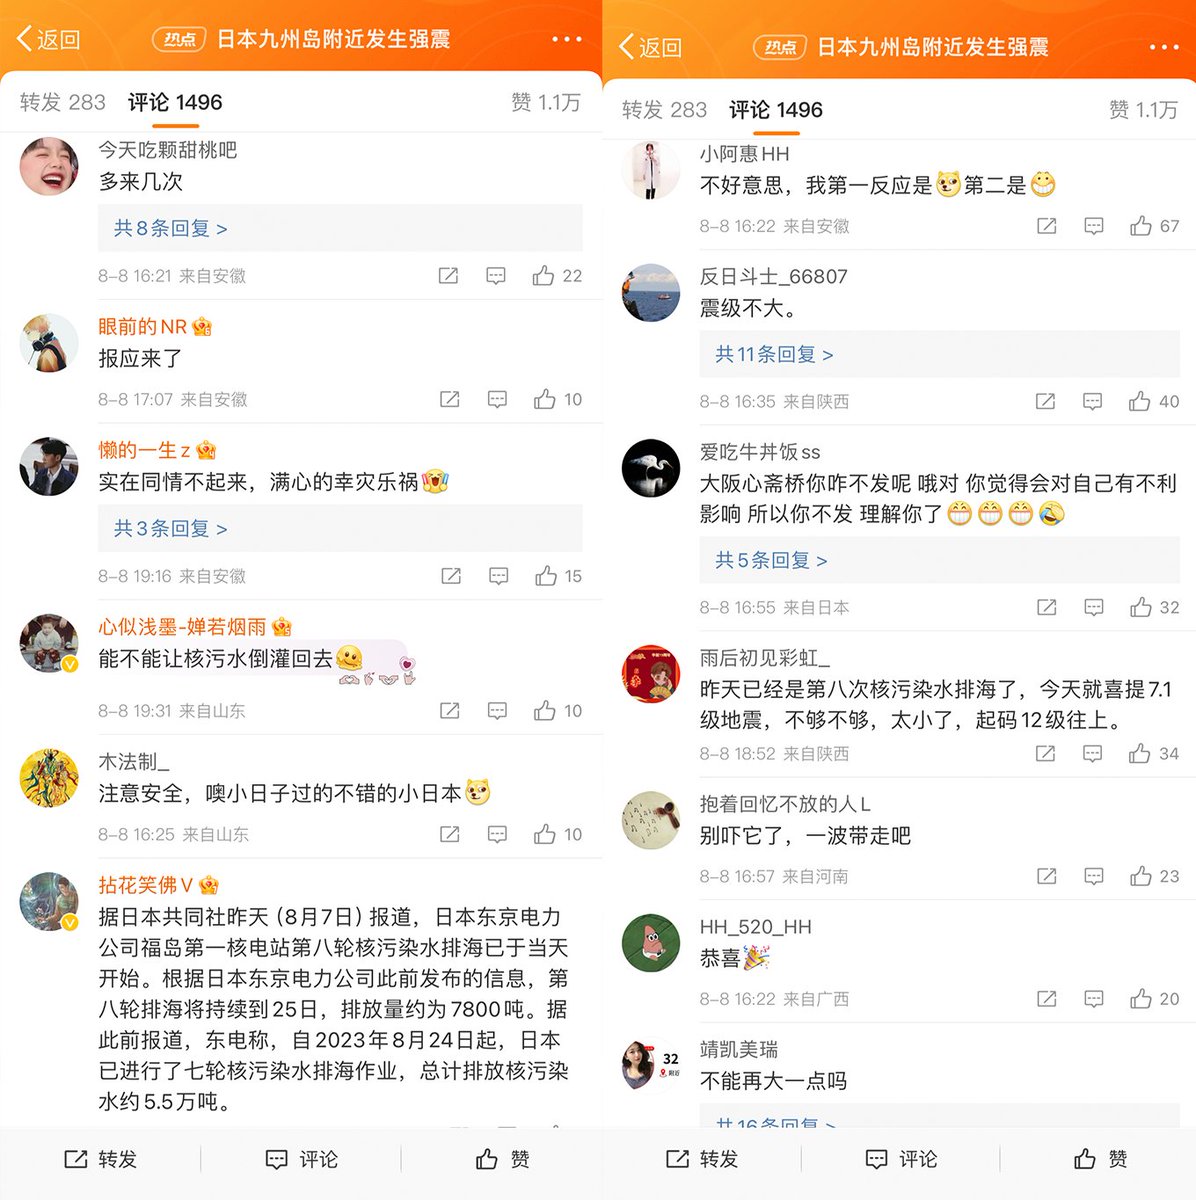 返回
热点 日本九州岛附近发生强震
转发 283 评论 1496 赞 1.1万
今天吃颗甜桃吧
多来几次
共8条回复 >
8-8 16:21 来自安徽 22
眼前的NR
报应来了
8-8 17:07 来自安徽 10
懒的一生z
实在同情不起来，满心的幸灾乐祸
共3条回复 >
8-8 19:16 来自安徽 15
心似浅墨-婵若烟雨
能不能让核污水倒灌回去
8-8 19:31 来自山东 10
木法制_
注意安全，噢小日子过的不错的小日本
8-8 16:25 来自山东 10
拈花笑佛V
据日本共同社昨天（8月7日）报道，日本东京电力
公司福岛第一核电站第八轮核污染水排海已于当天
开始。根据日本东京电力公司此前发布的信息，第
八轮排海将持续到25日，排放量约为7800吨。据
此前报道，东电称，自2023年8月24日起，日本
已进行了七轮核污染水排海作业，总计排放核污染
水约5.5万吨。
转发 评论 赞
返回
热点 日本九州岛附近发生强震
转发 283 评论 1496 赞 1.1万
小阿惠HH
不好意思，我第一反应是第二是
8-8 16:22 来自安徽 67
反日斗士_66807
震级不大。
共11条回复 >
8-8 16:35 来自陕西 40
爱吃牛丼饭ss
大阪心斋桥你咋不发呢 哦对 你觉得会对自己有不利
影响 所以你不发 理解你了
共5条回复 >
8-8 16:55 来自日本 32
雨后初见彩虹_
昨天已经是第八次核污染水排海了，今天就喜提7.1
级地震，不够不够，太小了，起码12级往上。
8-8 18:52 来自陕西 34
抱着回忆不放的人L
别吓它了，一波带走吧
8-8 16:57 来自河南 23
HH_520_HH
恭喜
8-8 16:22 来自广西 20
靖凯美瑞
32
附近
不能再大一点吗
共16条回复 >
转发 评论 赞